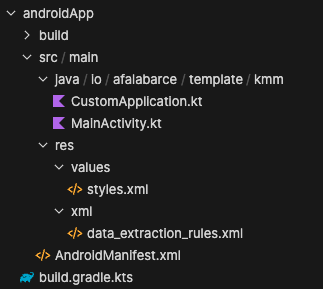 androidApp
build
src / main
java / io / afalabarce / template / kmm
CustomApplication.kt
MainActivity.kt
res
values
styles.xml
xml
data_extraction_rules.xml
AndroidManifest.xml
build.gradle.kts